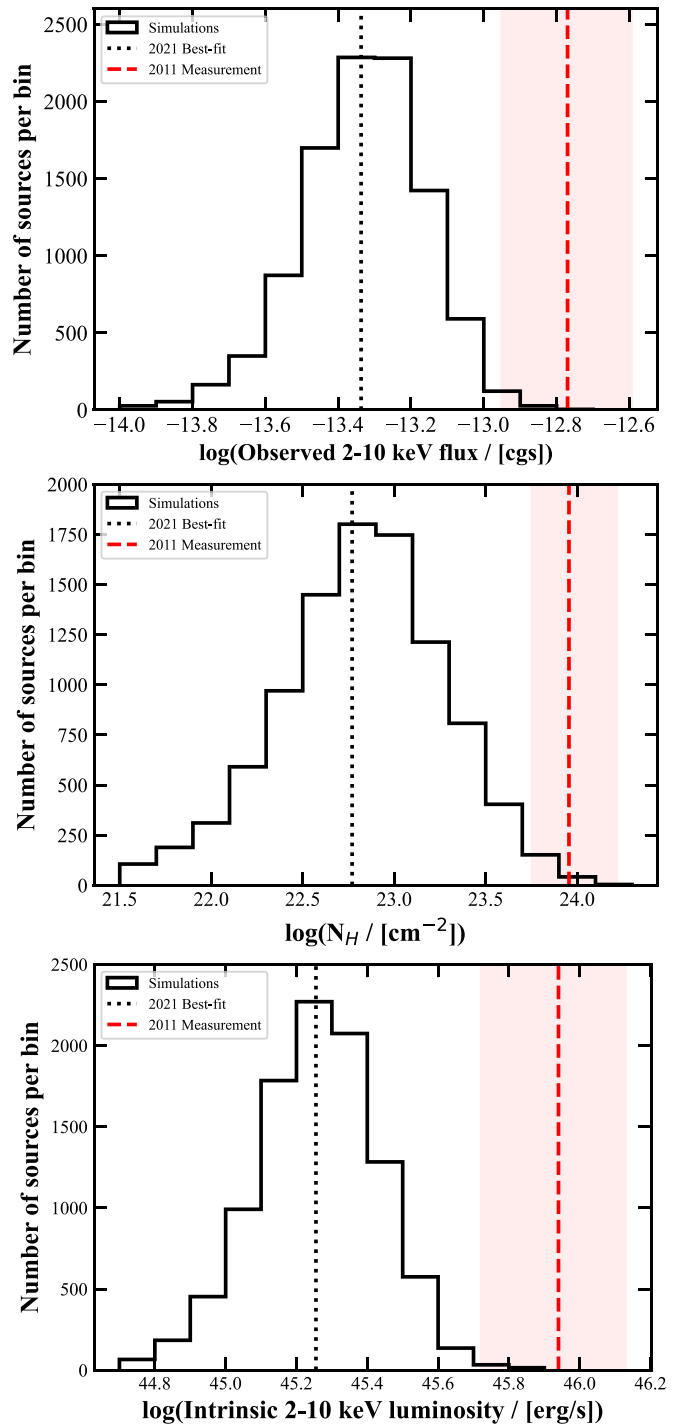 2500
2000
1500
1000
500
0
Number of sources per bin
Simulations
2021 Best-fit
2011 Measurement
−14.0 −13.8 −13.6 −13.4 −13.2 −13.0 −12.8 −12.6
log(Observed 2-10 keV flux / [cgs])
2000
1750
1500
1250
1000
750
500
250
0
Number of sources per bin
Simulations
2021 Best-fit
2011 Measurement
21.5 22.0 22.5 23.0 23.5 24.0
log(N_H / [cm⁻²])
2500
2000
1500
1000
500
0
Number of sources per bin
Simulations
2021 Best-fit
2011 Measurement
44.8 45.0 45.2 45.4 45.6 45.8 46.0 46.2
log(Intrinsic 2-10 keV luminosity / [erg/s])